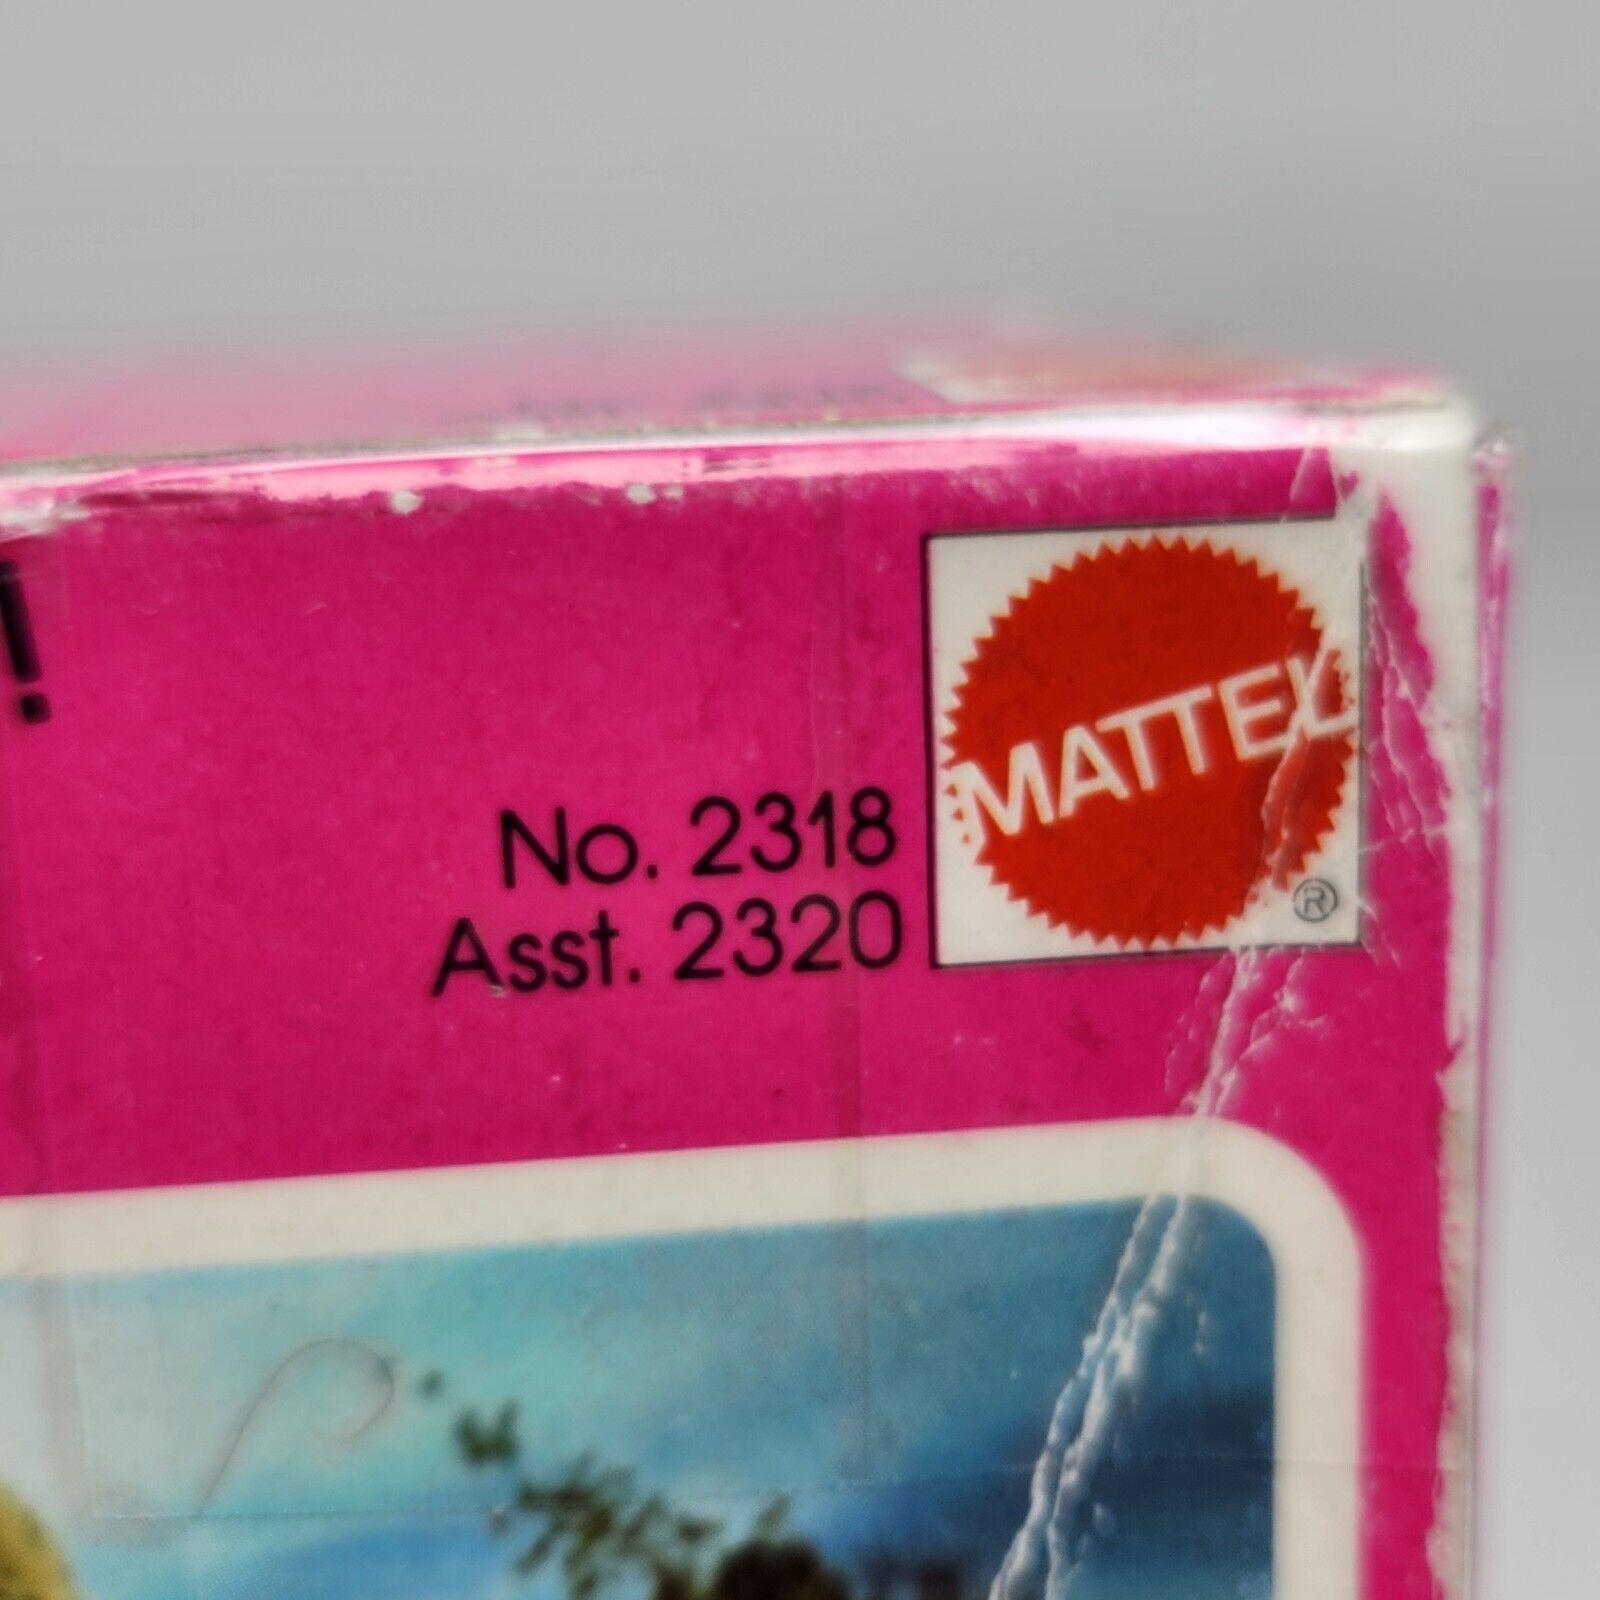 !
No. 2318
Asst. 2320
MATTEL
®